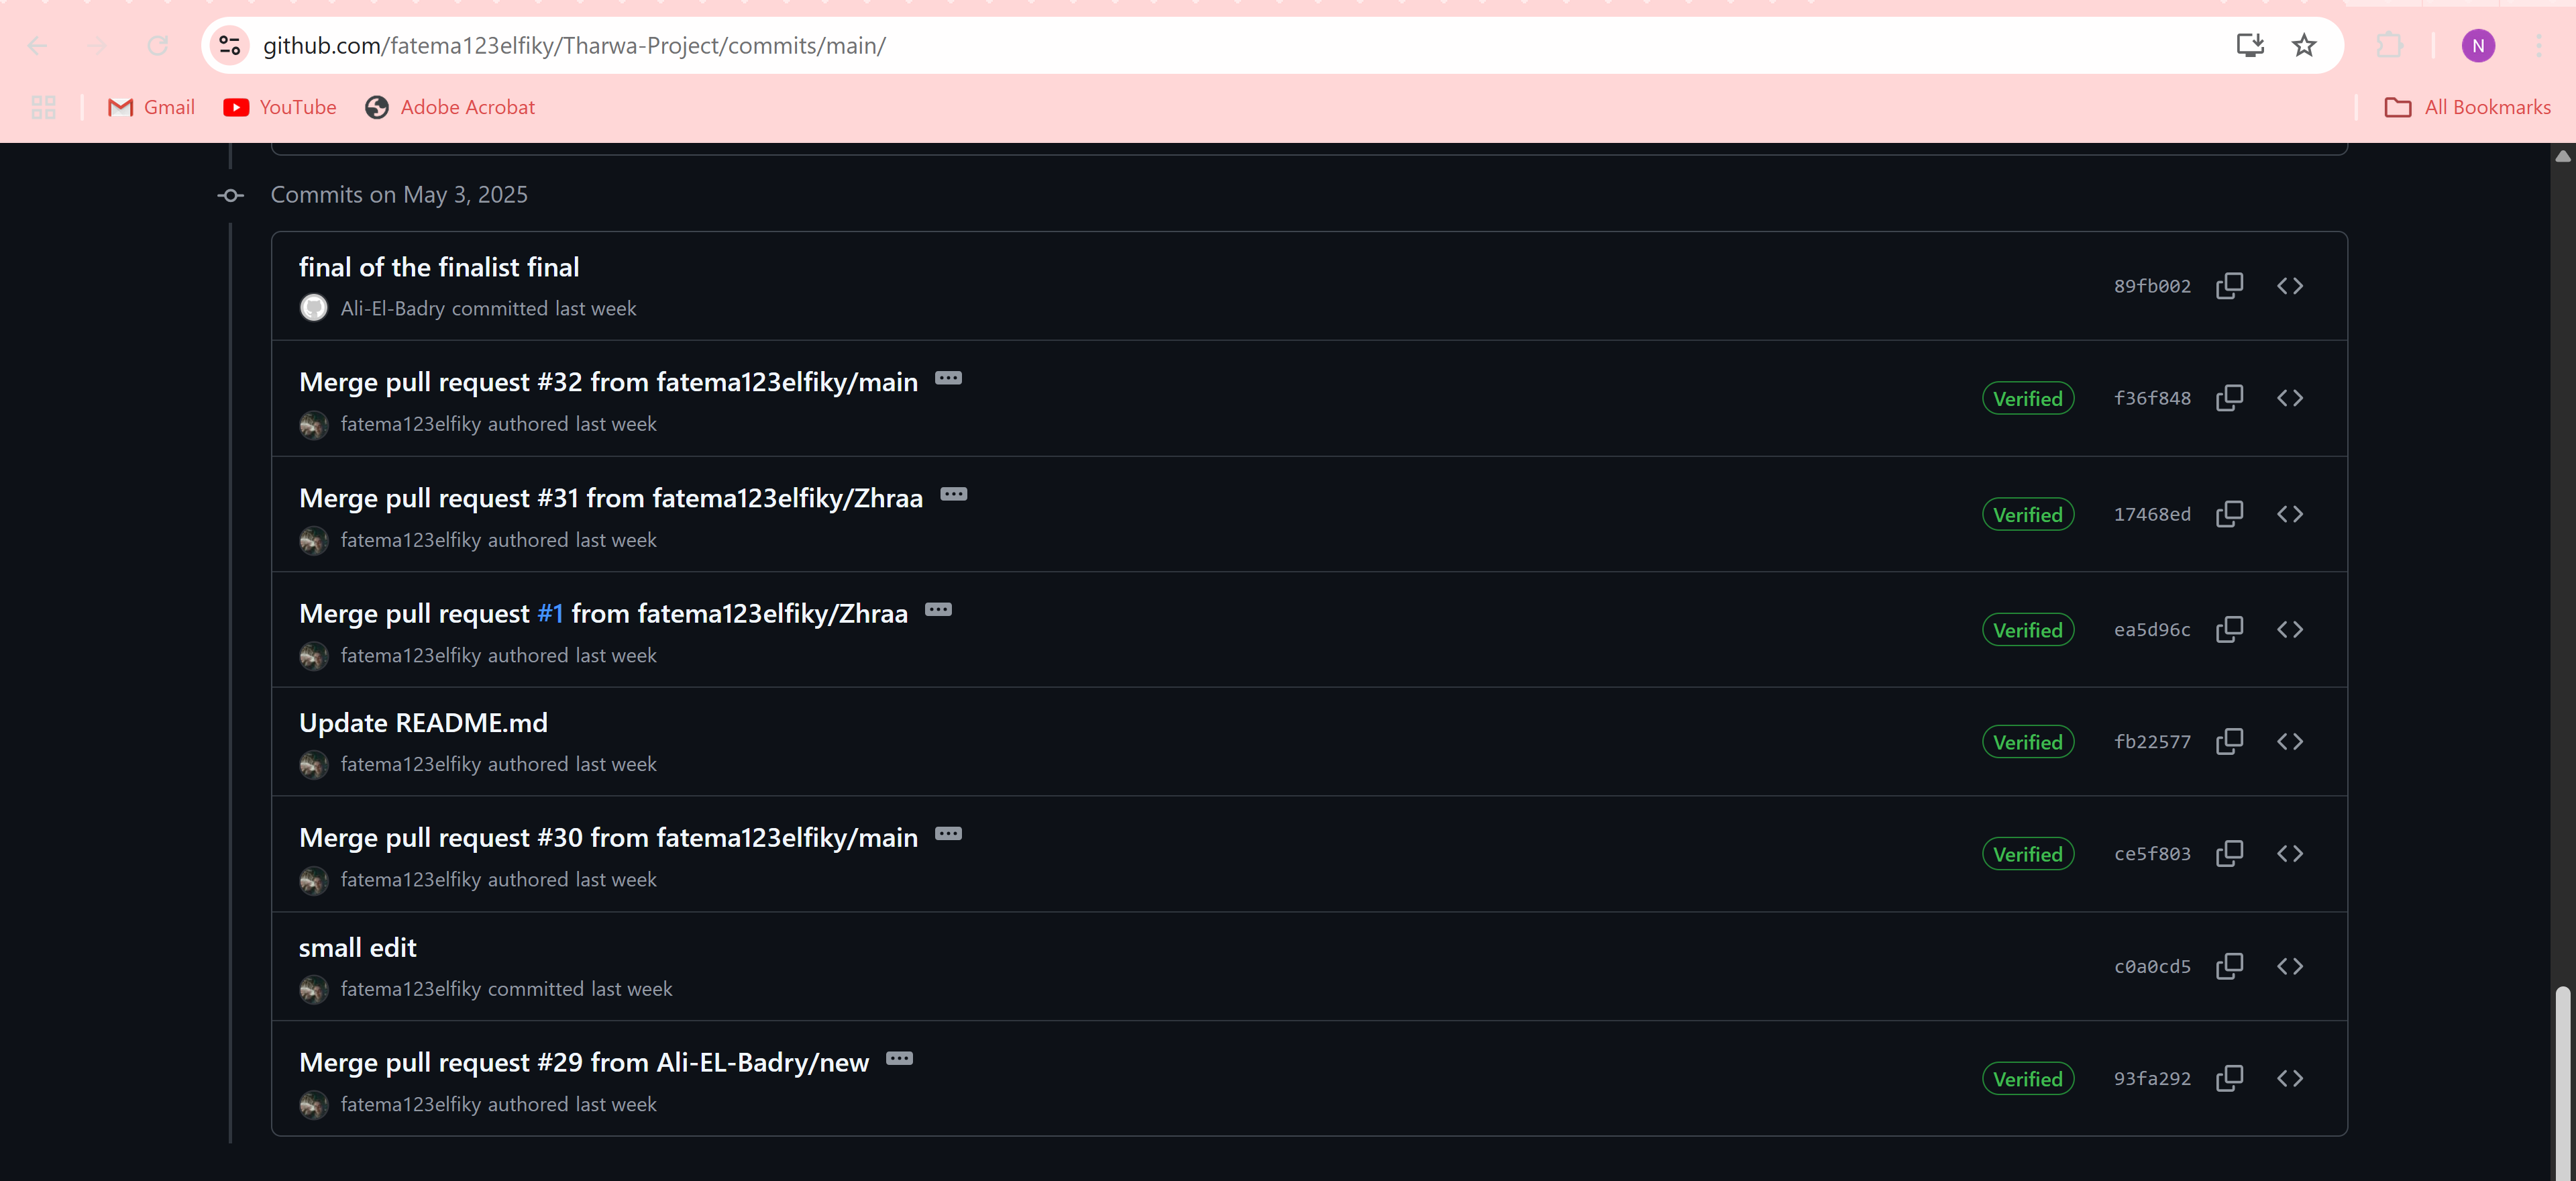 github.com/fatema123elfiky/Tharwa-Project/commits/main/
N
Gmail
YouTube
Adobe Acrobat
All Bookmarks
Commits on May 3, 2025
final of the finalist final
Ali-El-Badry committed last week
89fb002
Merge pull request #32 from fatema123elfiky/main
fatema123elfiky authored last week
Verified
f36f848
Merge pull request #31 from fatema123elfiky/Zhraa
fatema123elfiky authored last week
Verified
17468ed
Merge pull request #1 from fatema123elfiky/Zhraa
fatema123elfiky authored last week
Verified
ea5d96c
Update README.md
fatema123elfiky authored last week
Verified
fb22577
Merge pull request #30 from fatema123elfiky/main
fatema123elfiky authored last week
Verified
ce5f803
small edit
fatema123elfiky committed last week
c0a0cd5
Merge pull request #29 from Ali-EL-Badry/new
fatema123elfiky authored last week
Verified
93fa292